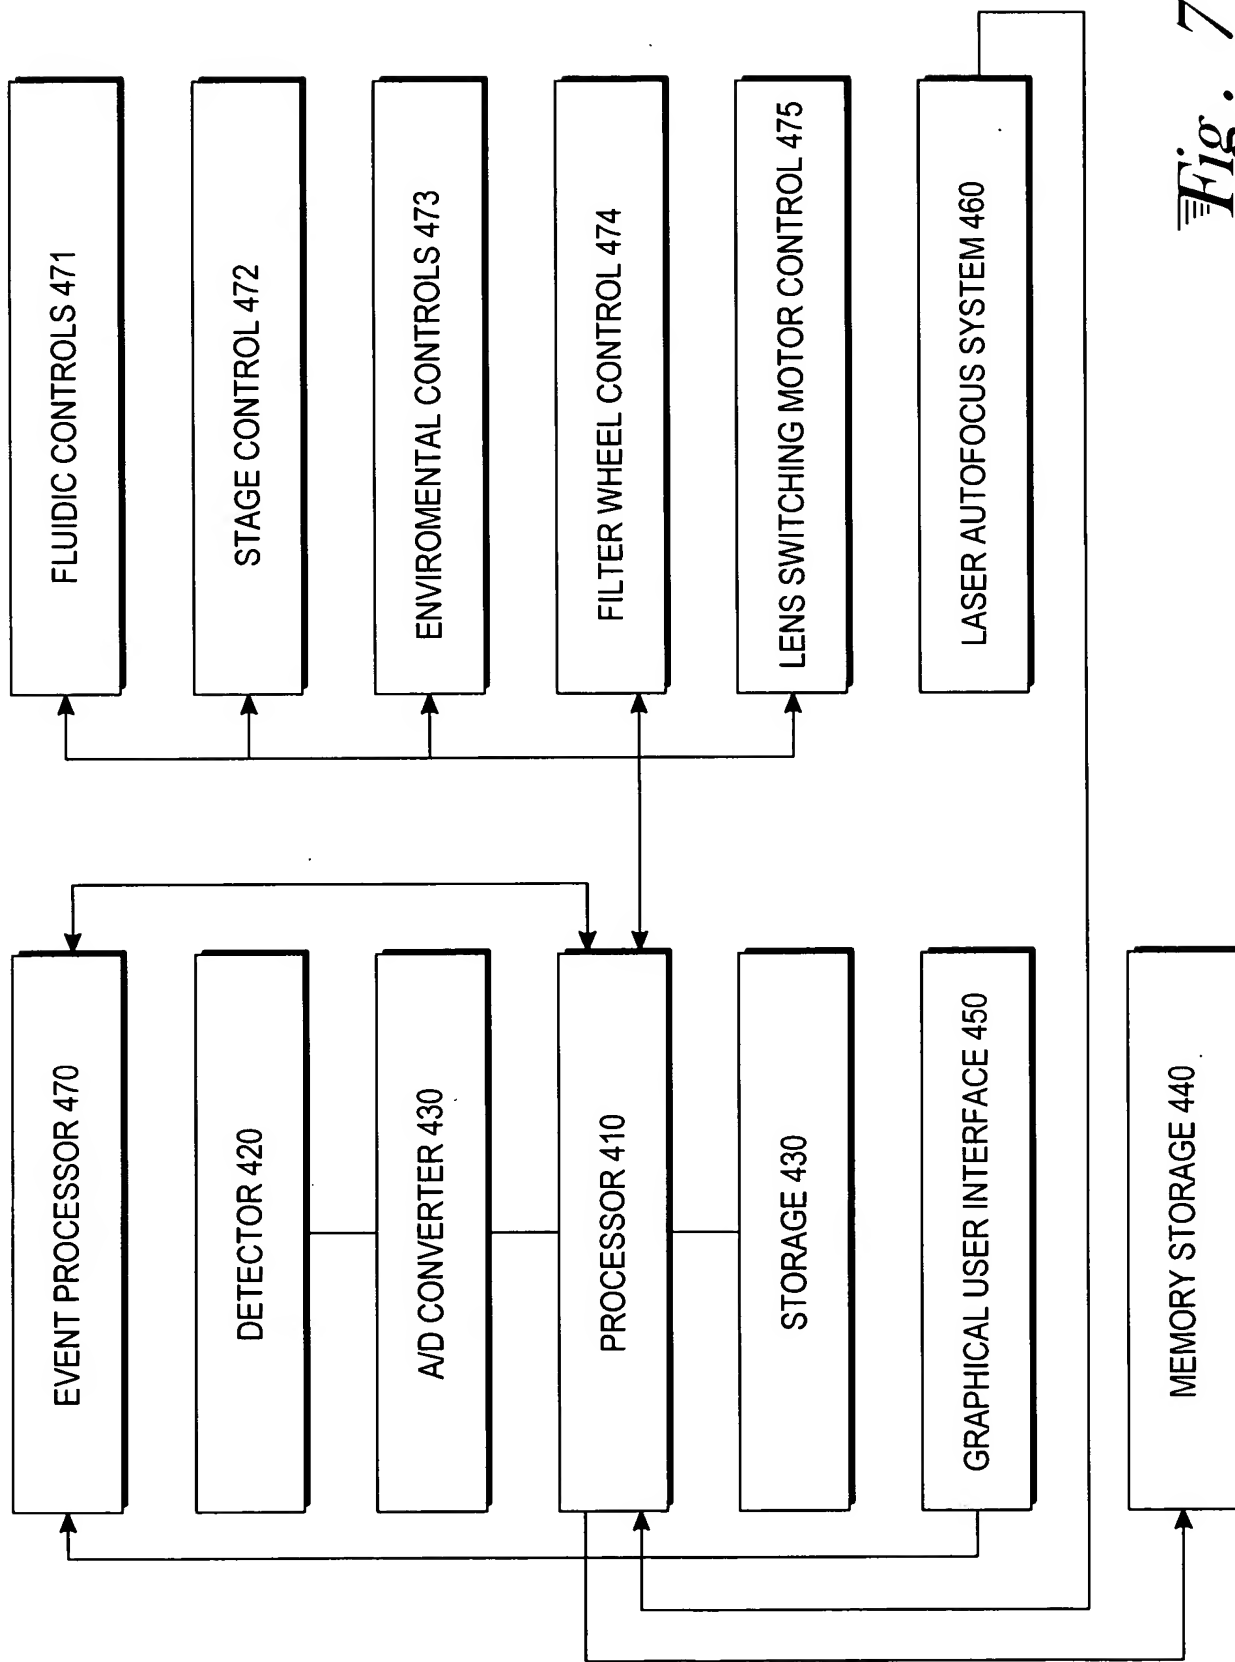 EVENT PROCESSOR 470
DETECTOR 420
A/D CONVERTER 430
PROCESSOR 410
STORAGE 430
GRAPHICAL USER INTERFACE 450
MEMORY STORAGE 440
FLUIDIC CONTROLS 471
STAGE CONTROL 472
ENVIROMENTAL CONTROLS 473
FILTER WHEEL CONTROL 474
LENS SWITCHING MOTOR CONTROL 475
LASER AUTOFOCUS SYSTEM 460
Fig. 7